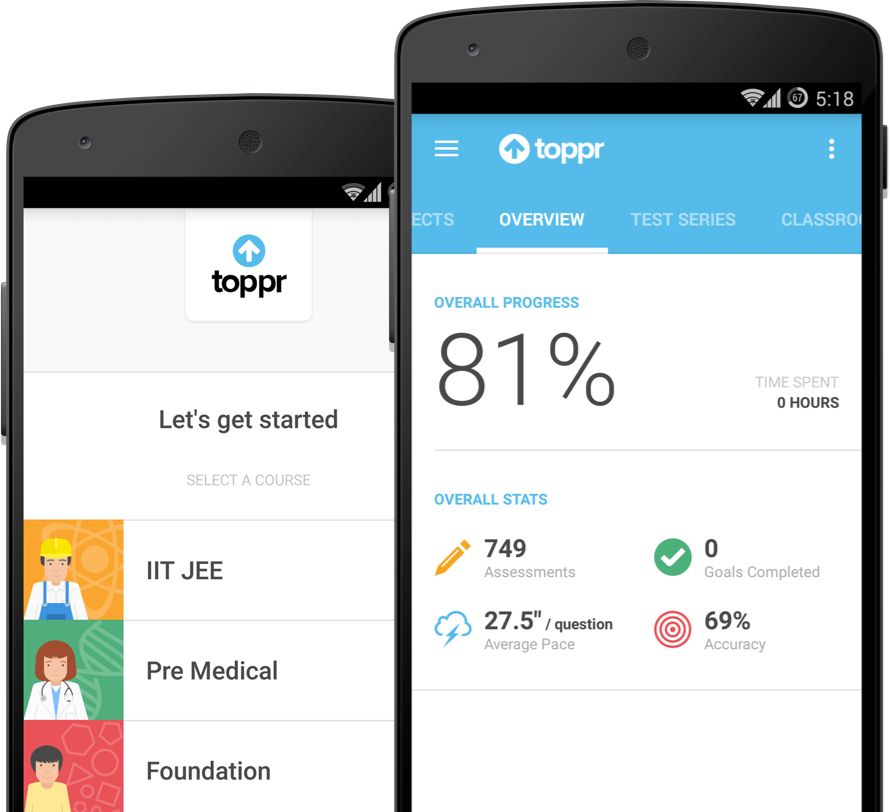 toppr
Let's get started
SELECT A COURSE
IIT JEE
Pre Medical
Foundation
67 5:18
toppr
ECTS OVERVIEW TEST SERIES CLASSROO
OVERALL PROGRESS
81%
TIME SPENT
0 HOURS
OVERALL STATS
749
Assessments
0
Goals Completed
27.5" / question
Average Pace
69%
Accuracy